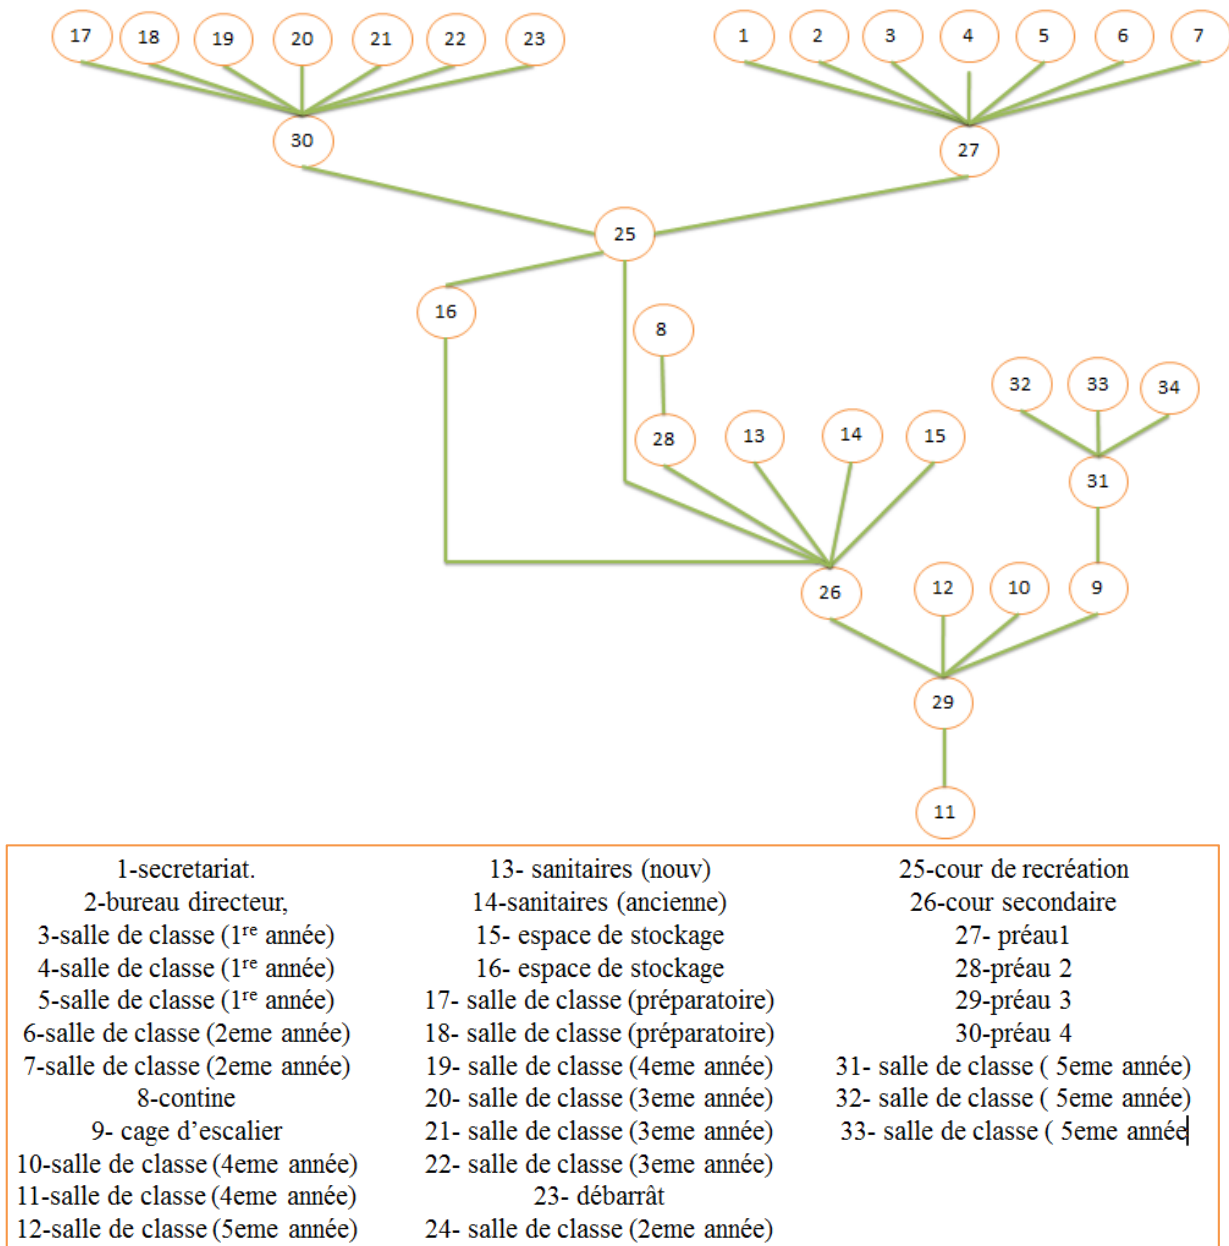 17 18 19 20 21 22 23 1 2 3 4 5 6 7
30 27
25
16
8
32 33 34
28 13 14 15
31
26 12 10 9
29
11
1-secretariat.
2-bureau directeur,
3-salle de classe (1re année)
4-salle de classe (1re année)
5-salle de classe (1re année)
6-salle de classe (2eme année)
7-salle de classe (2eme année)
8-contine
9- cage d'escalier
10-salle de classe (4eme année)
11-salle de classe (4eme année)
12-salle de classe (5eme année)
13- sanitaires (nouv)
14-sanitaires (ancienne)
15- espace de stockage
16- espace de stockage
17- salle de classe (préparatoire)
18- salle de classe (préparatoire)
19- salle de classe (4eme année)
20- salle de classe (3eme année)
21- salle de classe (3eme année)
22- salle de classe (3eme année)
23- débarrât
24- salle de classe (2eme année)
25-cour de recréation
26-cour secondaire
27- préau1
28-préau 2
29-préau 3
30-préau 4
31- salle de classe ( 5eme année)
32- salle de classe ( 5eme année)
33- salle de classe ( 5eme année